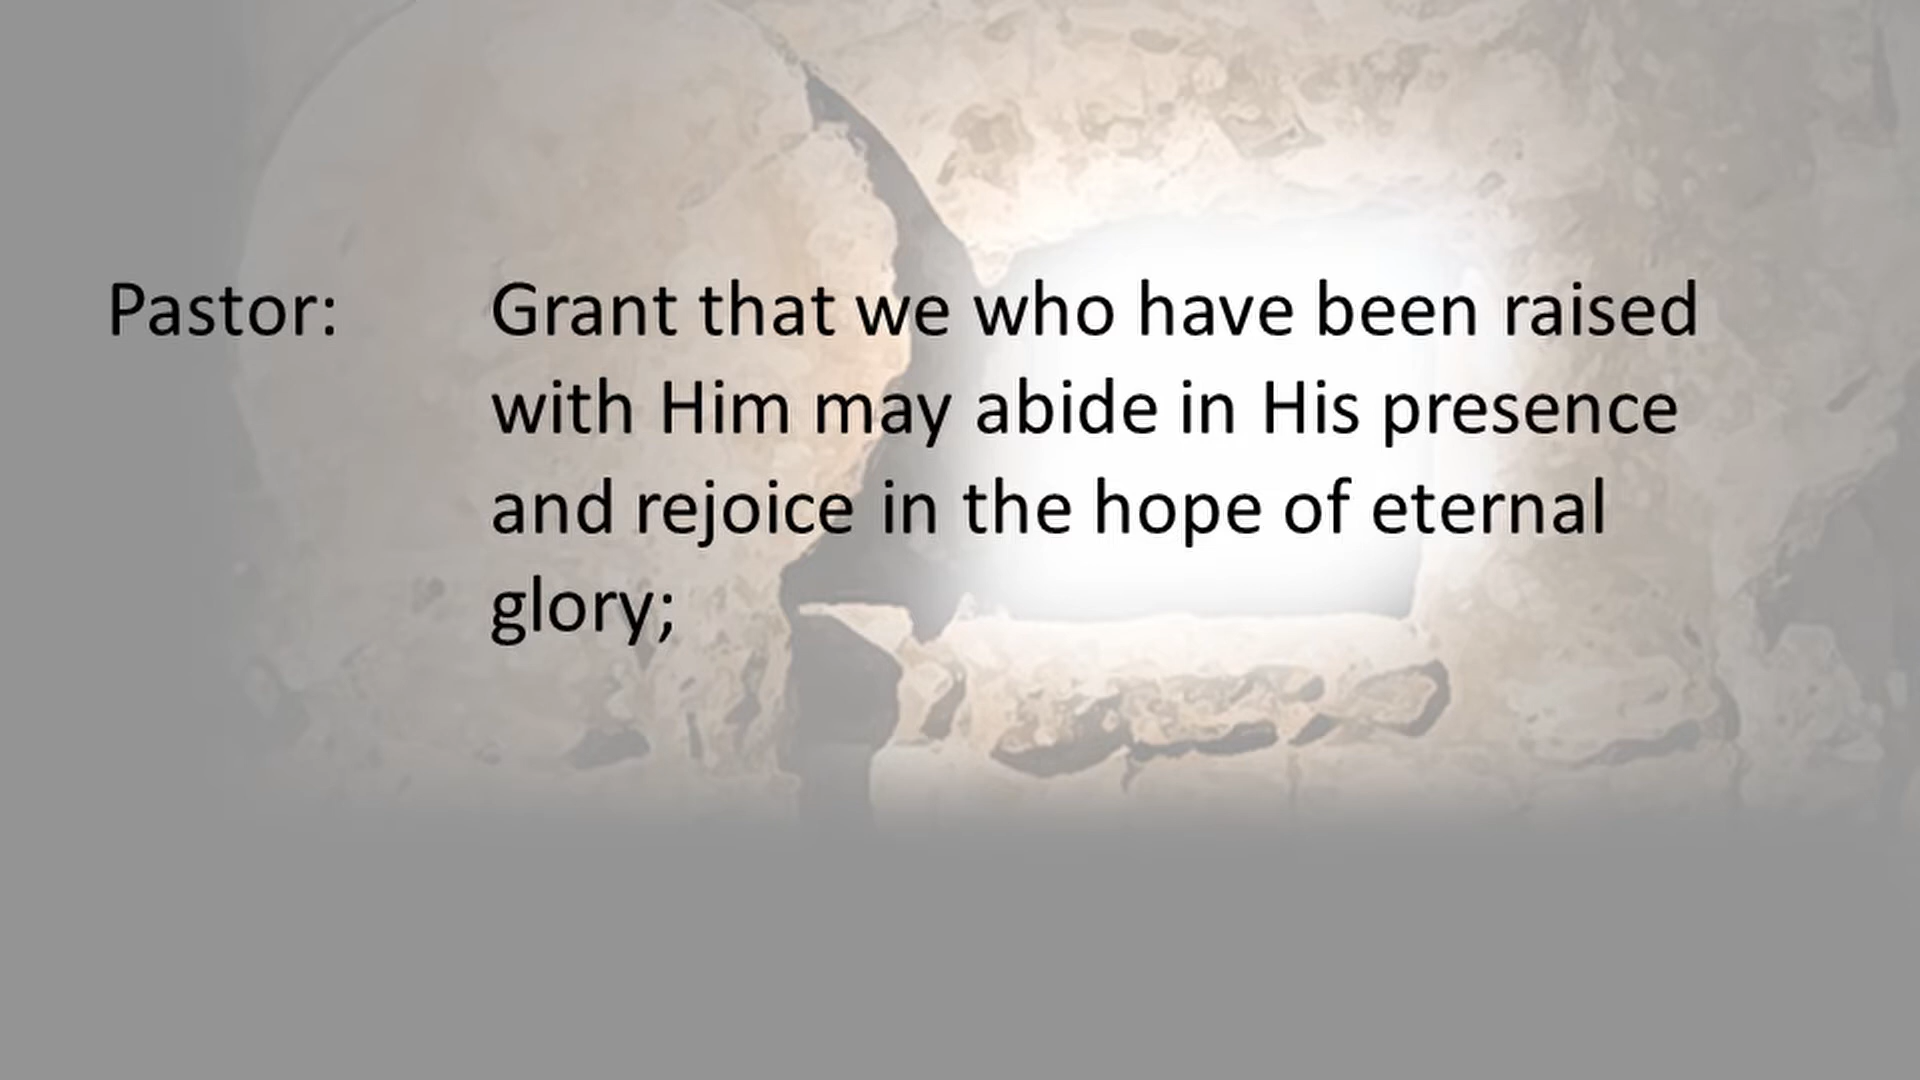 Pastor: Grant that we who have been raised
with Him may abide in His presence
and rejoice in the hope of eternal
glory;